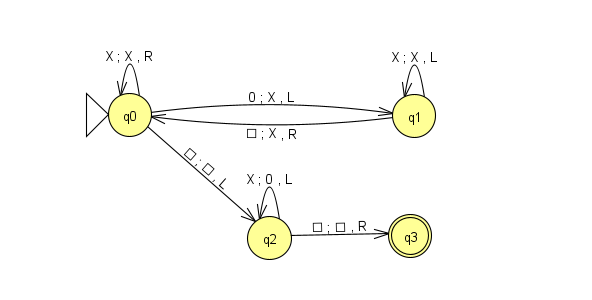 X ; X , R
X ; X , L
0 ; X , L
q0
q1
□ ; X , R
□ ; □ , L
X ; 0 , L
□ ; □ , R
q2
q3